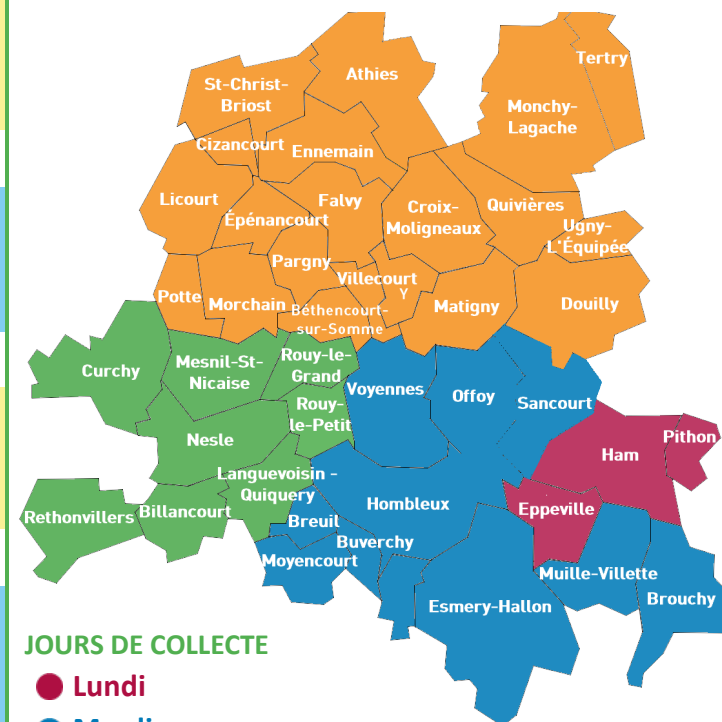 Tertry
Athies
St-Christ-
Briost
Monchy-
Lagache
Cizancourt
Ennemain
Licourt
Falvy
Épénancourt
Croix-
Moligneaux
Quivières
Ugny-
L'Équipée
Pargny
Villecourt
Y
Potte
Morchain
Béthencourt-
sur-Somme
Matigny
Douilly
Curchy
Mesnil-St-
Nicaise
Rouy-le-
Grand
Voyennes
Offoy
Sancourt
Rouy-
le-Petit
Nesle
Ham
Pithon
Languevoisin -
Quiquery
Rethonvillers
Billancourt
Hombleux
Eppeville
Breuil
Buverchy
Moyencourt
Muille-Villette
Esmery-Hallon
Brouchy
JOURS DE COLLECTE
Lundi